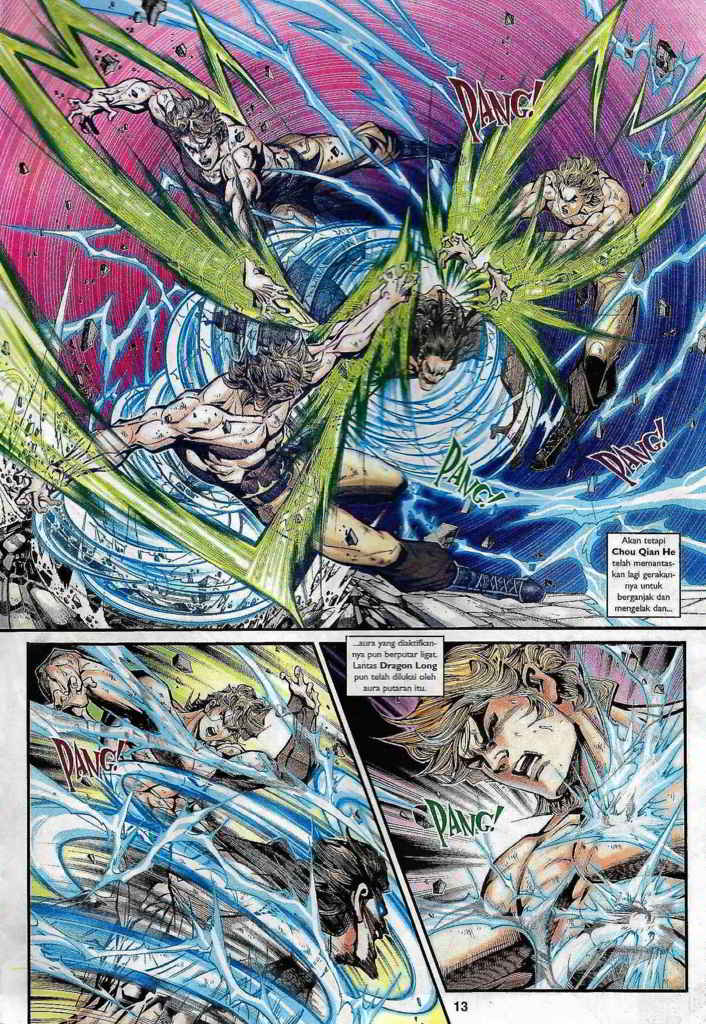 PANG!
PANG!
PANG!
Akan tetapi
Chou Qian He
telah memantas-
kan lagi gerakan-
nya untuk
berganjak dan
mengelak dan...
...aura yang diaktifkan-
nya pun berputar ligat.
Lantas Dragon Long
pun telah dilukai oleh
aura putaran itu.
PANG!
PANG!
13